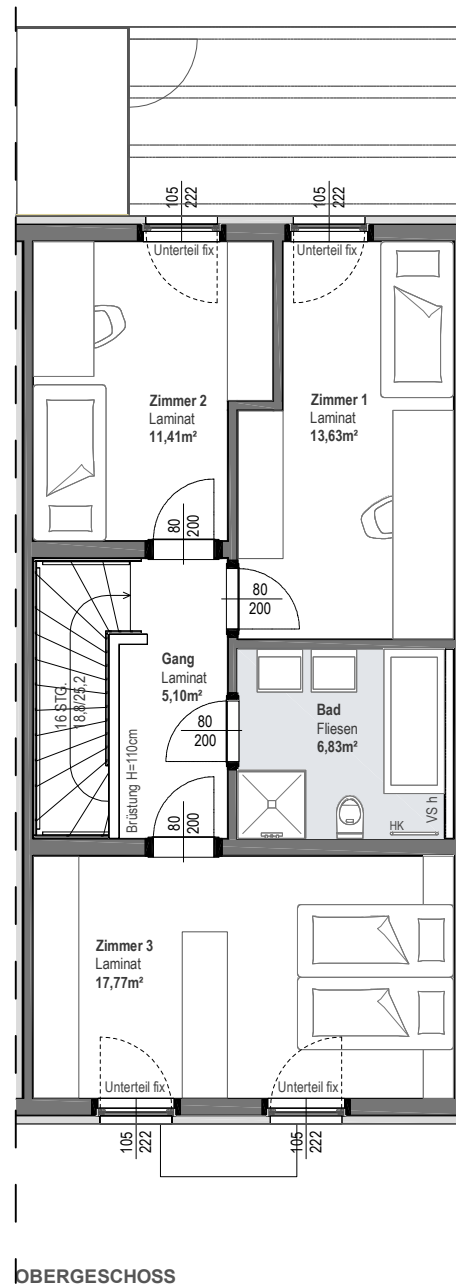 105
222
105
222
Unterteil fix
Unterteil fix
Zimmer 2
Laminat
11,41m²
Zimmer 1
Laminat
13,63m²
80
200
80
200
Gang
Laminat
5,10m²
16 STG.
18,8/25,2
Brüstung H=110cm
80
200
Bad
Fliesen
6,83m²
HK
VS h
80
200
Zimmer 3
Laminat
17,77m²
Unterteil fix
Unterteil fix
105
222
105
222
OBERGESCHOSS